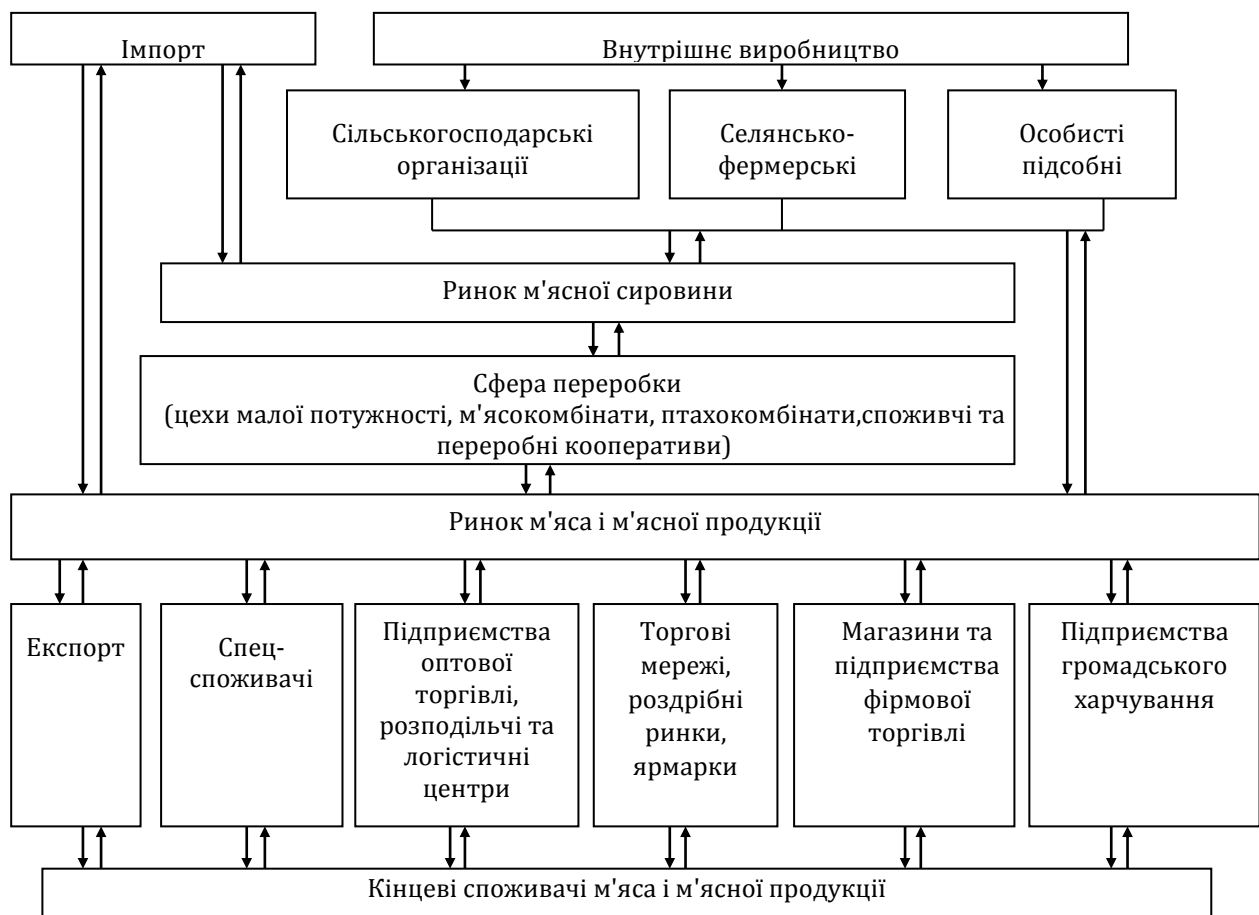 Імпорт
Внутрішнє виробництво
Сільськогосподарські
організації
Селянсько-
фермерські
Особисті
підсобні
Ринок м'ясної сировини
Сфера переробки
(цехи малої потужності, м'ясокомбінати, птахокомбінати,споживчі та
переробні кооперативи)
Ринок м'яса і м'ясної продукції
Експорт
Спец-
споживачі
Підприємства
оптової
торгівлі,
розподільчі та
логістичні
центри
Торгові
мережі,
роздрібні
ринки,
ярмарки
Магазини та
підприємства
фірмової
торгівлі
Підприємства
громадського
харчування
Кінцеві споживачі м'яса і м'ясної продукції